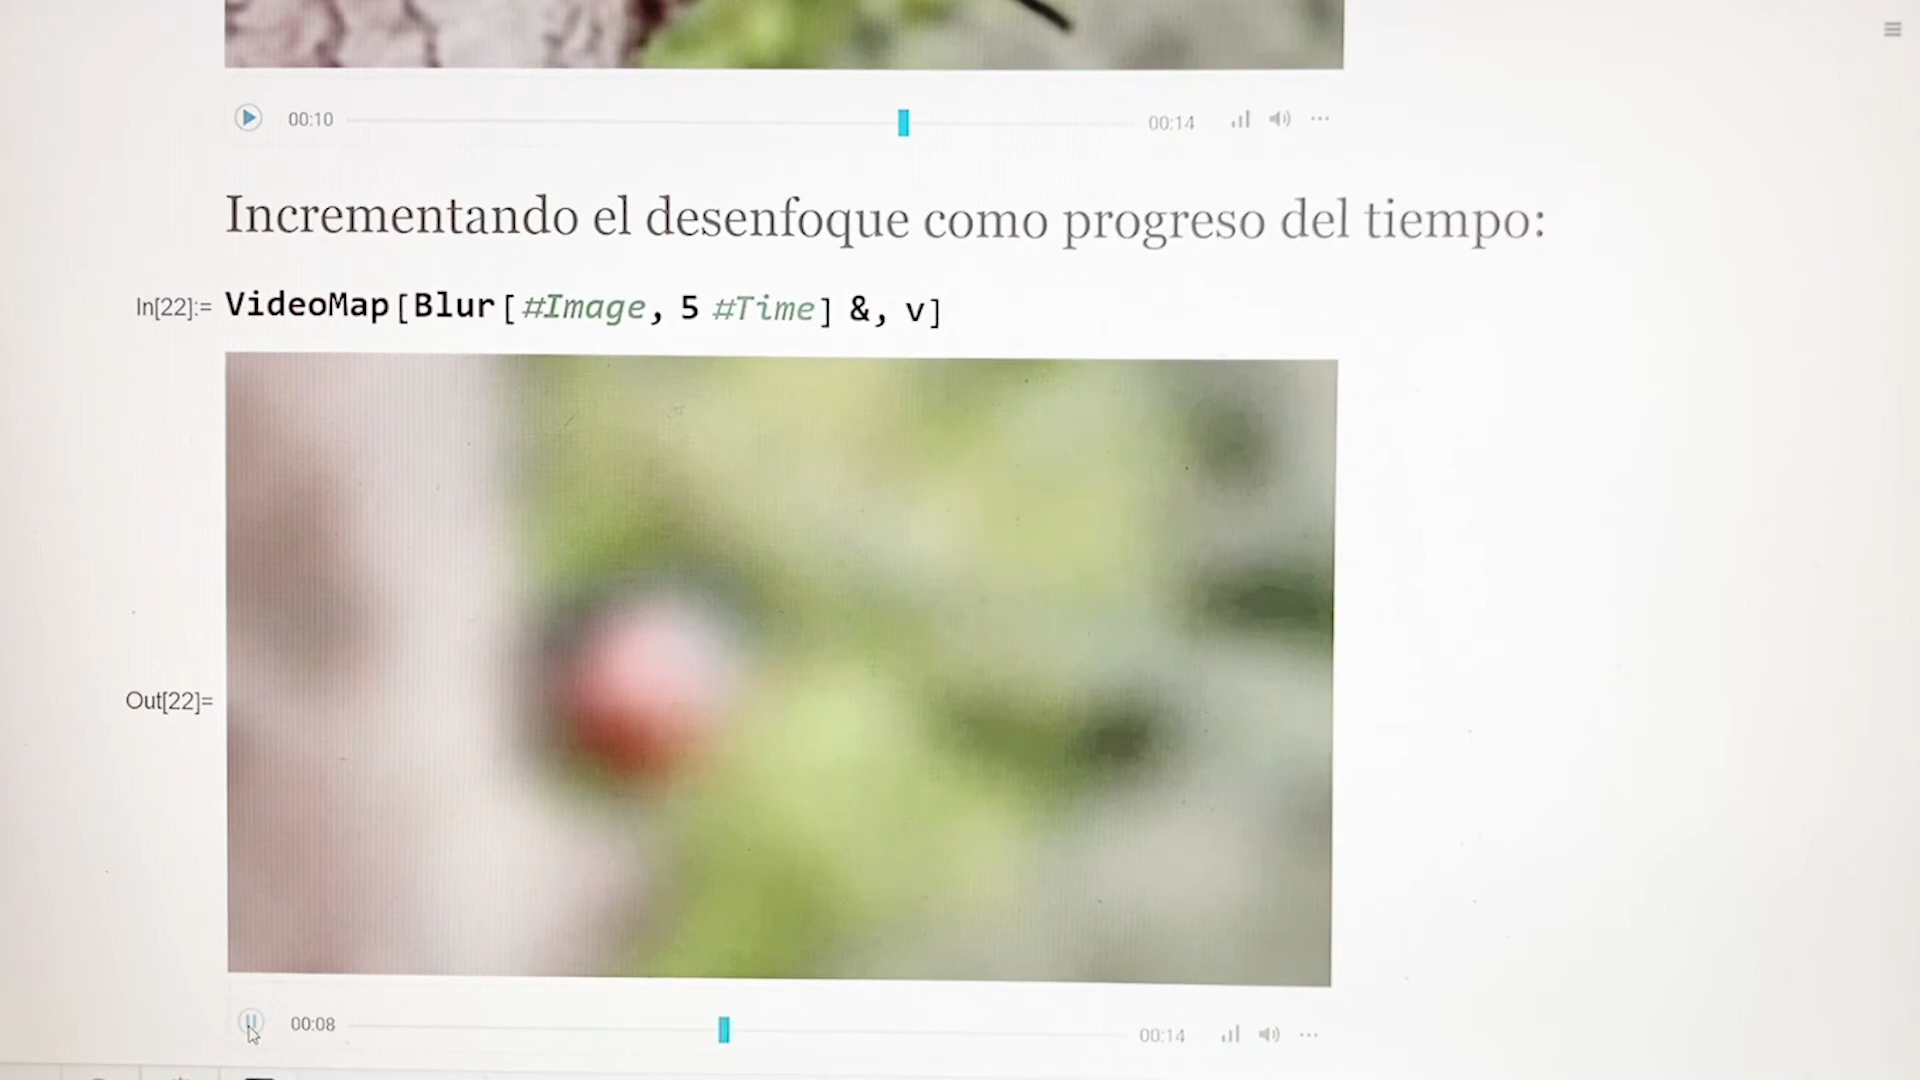 00:10
00:14
Incrementando el desenfoque como progreso del tiempo:
In[22]:= VideoMap[Blur[#Image, 5 #Time] &, v]
Out[22]=
00:08
00:14